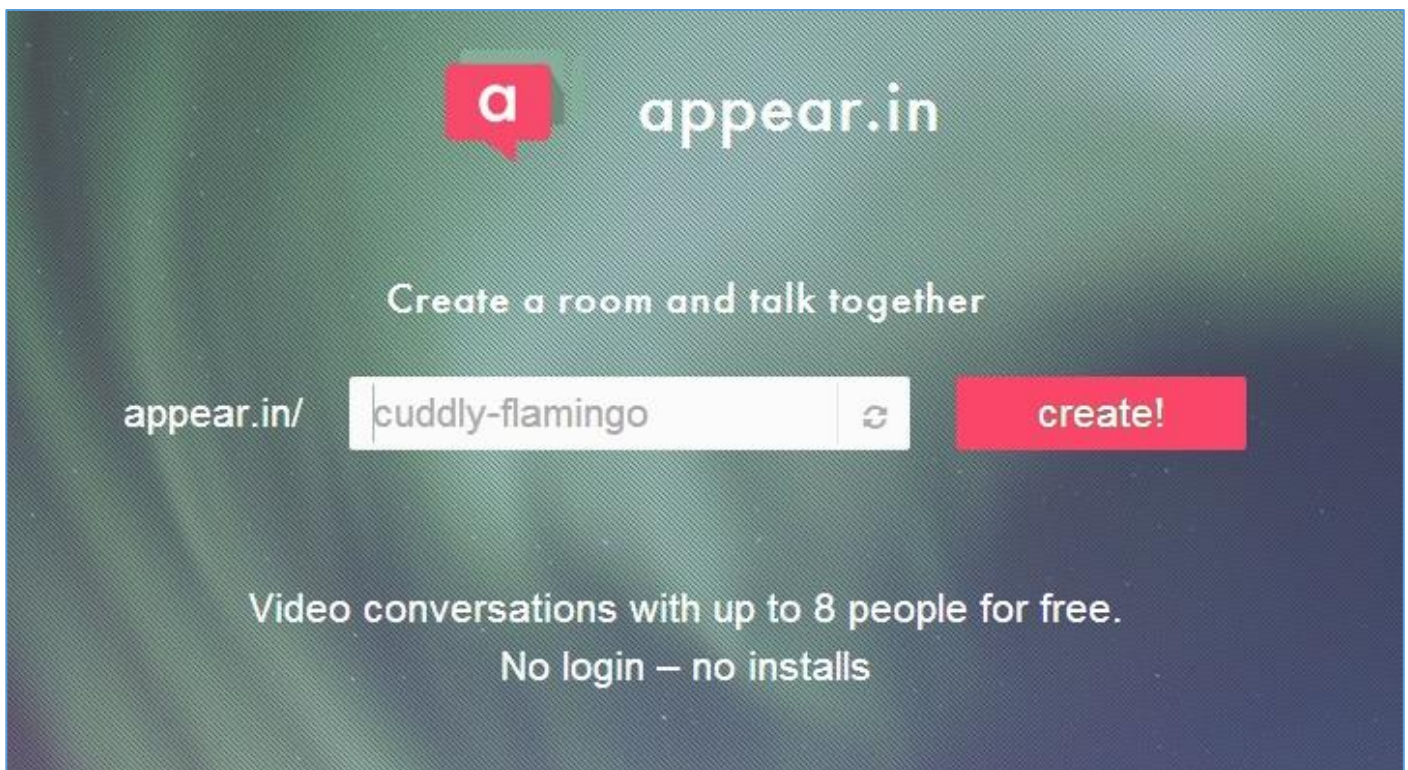 a appear.in
Create a room and talk together
appear.in/ cuddly-flamingo create!
Video conversations with up to 8 people for free.
No login – no installs